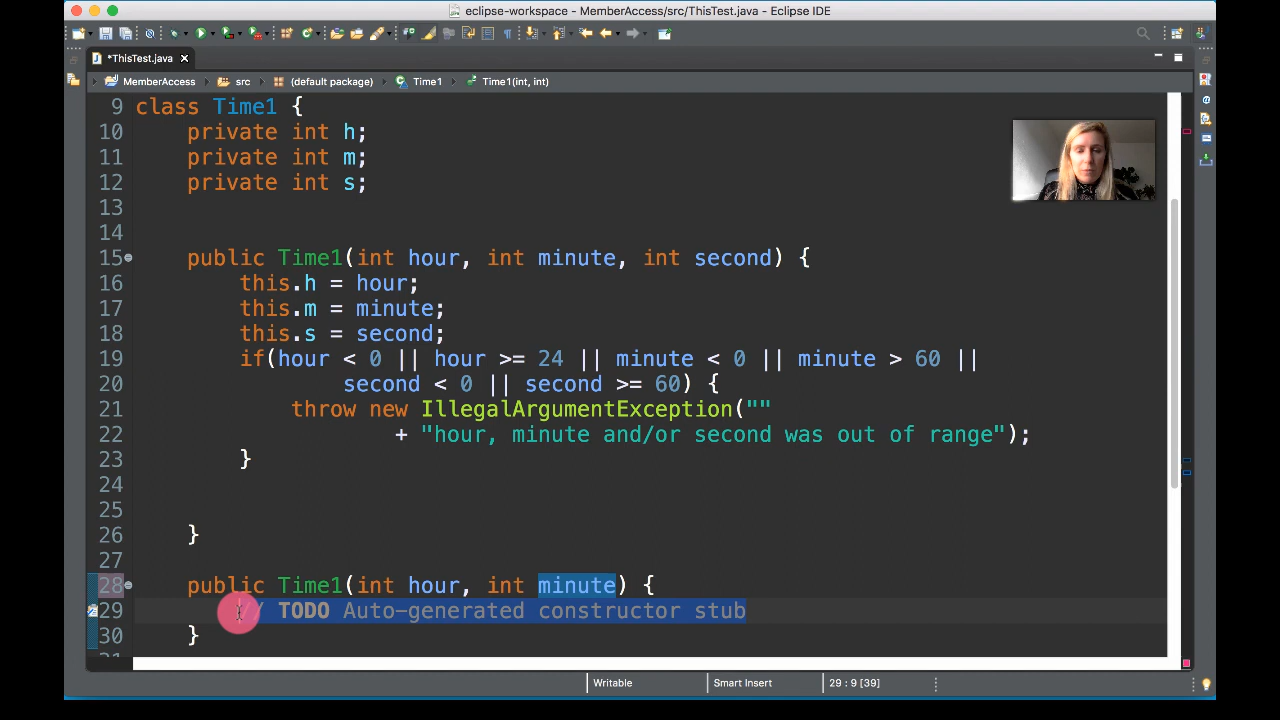 eclipse-workspace - MemberAccess/src/ThisTest.java - Eclipse IDE
*ThisTest.java
MemberAccess src (default package) Time1 Time1(int, int)
9 class Time1 {
10 private int h;
11 private int m;
12 private int s;
13
14
15 public Time1(int hour, int minute, int second) {
16 this.h = hour;
17 this.m = minute;
18 this.s = second;
19 if(hour < 0 || hour >= 24 || minute < 0 || minute > 60 ||
20 second < 0 || second >= 60) {
21 throw new IllegalArgumentException(""
22 + "hour, minute and/or second was out of range");
23 }
24
25
26 }
27
28 public Time1(int hour, int minute) {
29 // TODO Auto-generated constructor stub
30 }
31
Writable Smart Insert 29 : 9 [39]